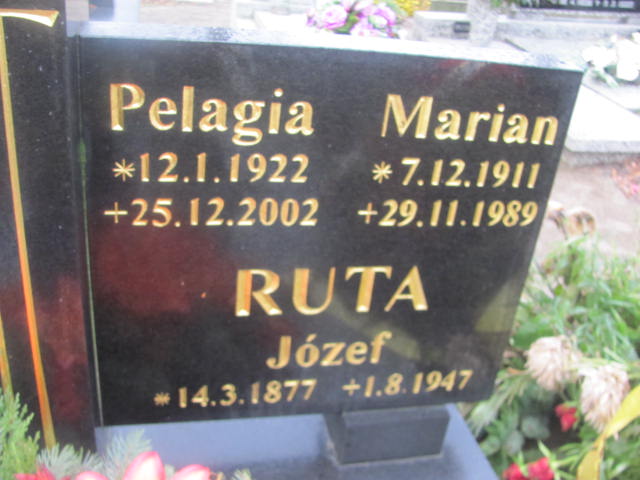 Pelagia Marian
*12.1.1922 *7.12.1911
+25.12.2002 +29.11.1989
RUTA
Józef
*14.3.1877 +1.8.1947